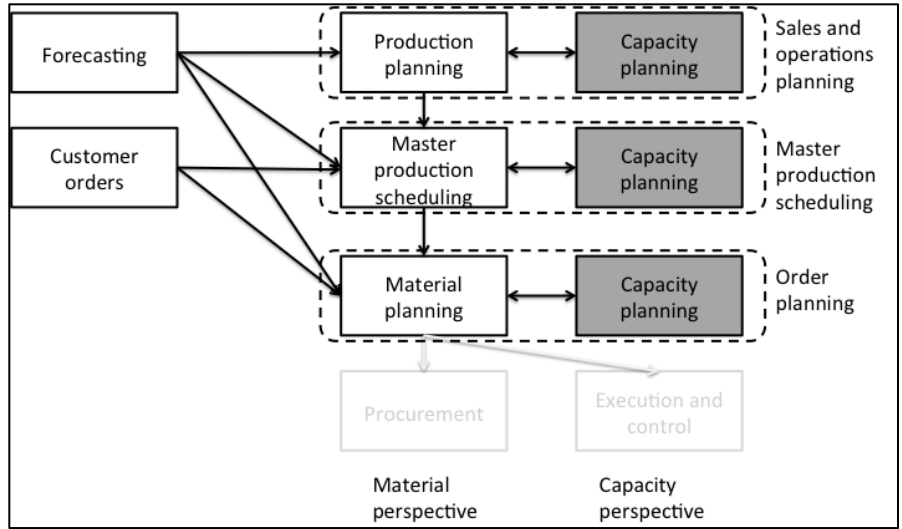 Forecasting
Production
planning
Capacity
planning
Sales and
operations
planning
Customer
orders
Master
production
scheduling
Capacity
planning
Master
production
scheduling
Material
planning
Capacity
planning
Order
planning
Procurement
Execution and
control
Material
perspective
Capacity
perspective